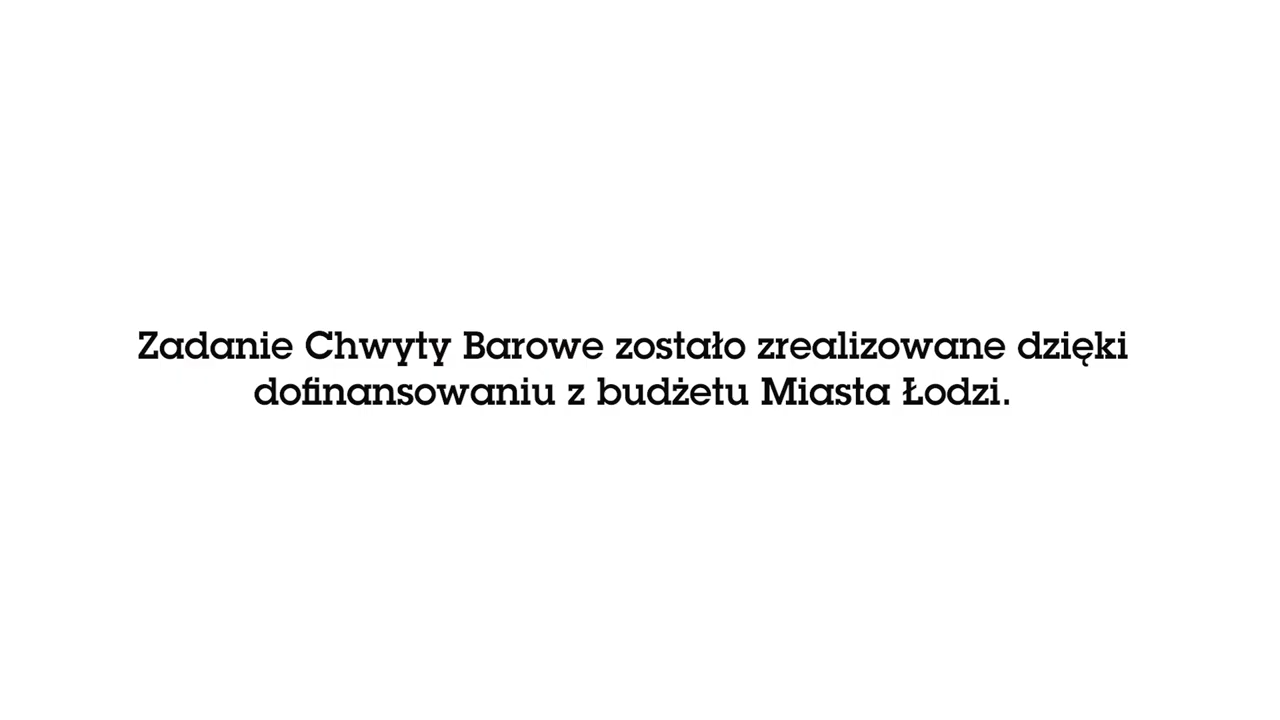 Zadanie Chwyty Barowe zostało zrealizowane dzięki
dofinansowaniu z budżetu Miasta Łodzi.